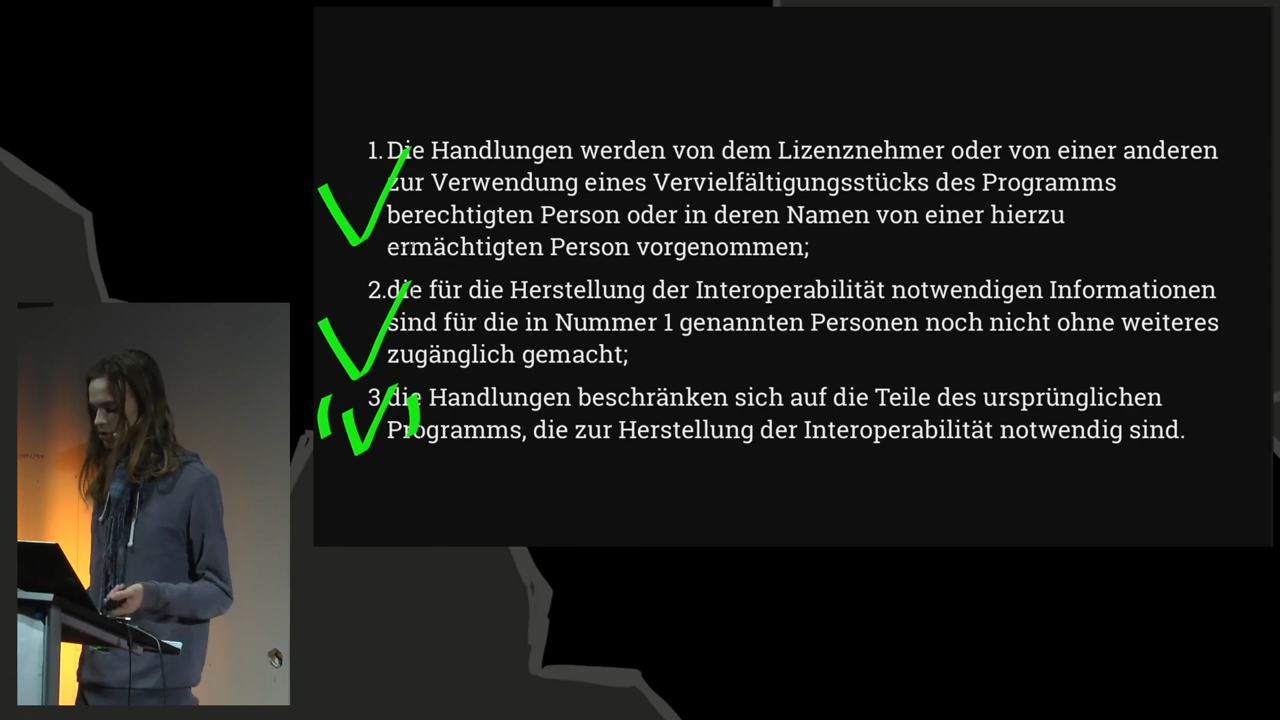 1. Die Handlungen werden von dem Lizenznehmer oder von einer anderen
zur Verwendung eines Vervielfältigungsstücks des Programms
berechtigten Person oder in deren Namen von einer hierzu
ermächtigten Person vorgenommen;
2. die für die Herstellung der Interoperabilität notwendigen Informationen
sind für die in Nummer 1 genannten Personen noch nicht ohne weiteres
zugänglich gemacht;
3. die Handlungen beschränken sich auf die Teile des ursprünglichen
Programms, die zur Herstellung der Interoperabilität notwendig sind.